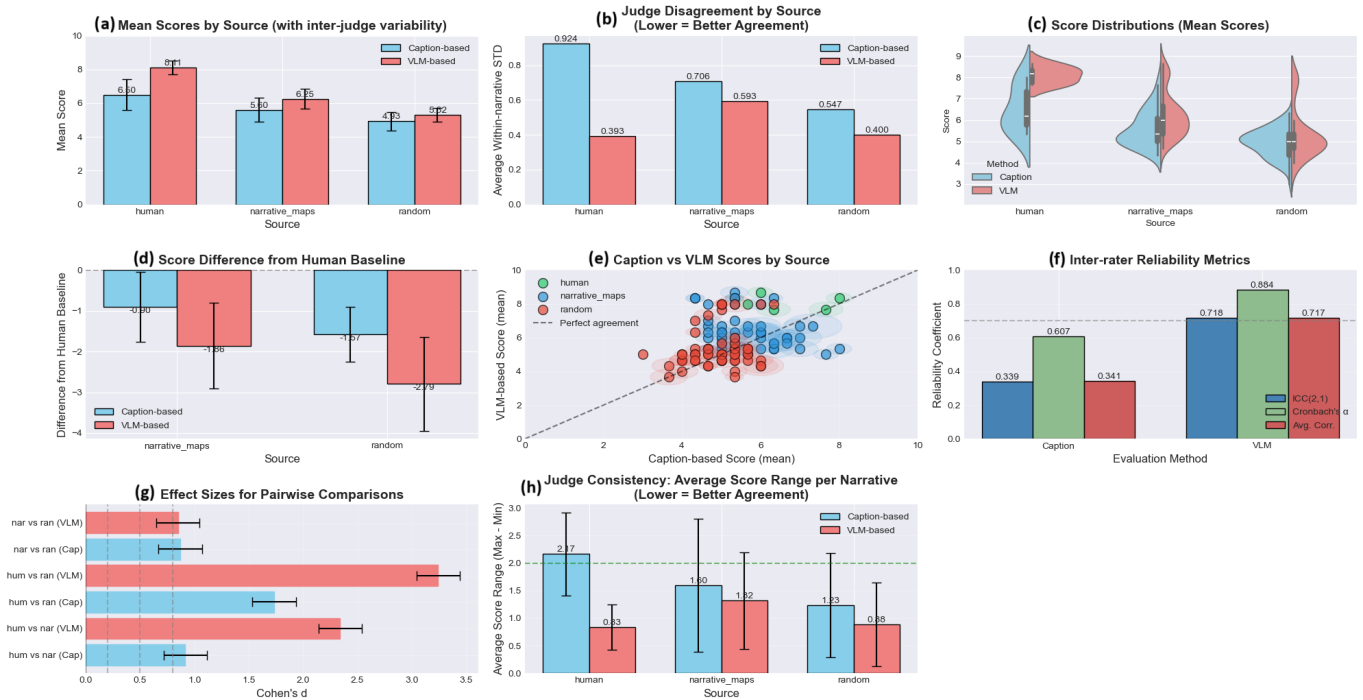 (a) Mean Scores by Source (with inter-judge variability)
Mean Score
10
8
6
4
2
0
Caption-based
VLM-based
6.50
8.11
5.60
6.25
4.93
5.32
human
narrative_maps
random
Source
(b) Judge Disagreement by Source
(Lower = Better Agreement)
Average Within-narrative STD
0.8
0.6
0.4
0.2
0.0
Caption-based
VLM-based
0.924
0.393
0.706
0.593
0.547
0.400
human
narrative_maps
random
Source
(c) Score Distributions (Mean Scores)
Score
9
8
7
6
5
4
3
Method
Caption
VLM
human
narrative_maps
random
Source
(d) Score Difference from Human Baseline
Difference from Human Baseline
0
−1
−2
−3
−4
-0.90
-1.86
-1.57
-2.79
Caption-based
VLM-based
narrative_maps
random
Source
(e) Caption vs VLM Scores by Source
VLM-based Score (mean)
10
8
6
4
2
0
human
narrative_maps
random
Perfect agreement
0
2
4
6
8
10
Caption-based Score (mean)
(f) Inter-rater Reliability Metrics
Reliability Coefficient
1.0
0.8
0.6
0.4
0.2
0.0
0.339
0.607
0.341
0.718
0.884
0.717
ICC(2,1)
Cronbach's α
Avg. Corr.
Caption
VLM
Evaluation Method
(g) Effect Sizes for Pairwise Comparisons
nar vs ran (VLM)
nar vs ran (Cap)
hum vs ran (VLM)
hum vs ran (Cap)
hum vs nar (VLM)
hum vs nar (Cap)
0.0
0.5
1.0
1.5
2.0
2.5
3.0
3.5
Cohen's d
(h) Judge Consistency: Average Score Range per Narrative
(Lower = Better Agreement)
Average Score Range (Max - Min)
3.0
2.5
2.0
1.5
1.0
0.5
0.0
Caption-based
VLM-based
2.17
0.83
1.60
1.32
1.23
0.88
human
narrative_maps
random
Source